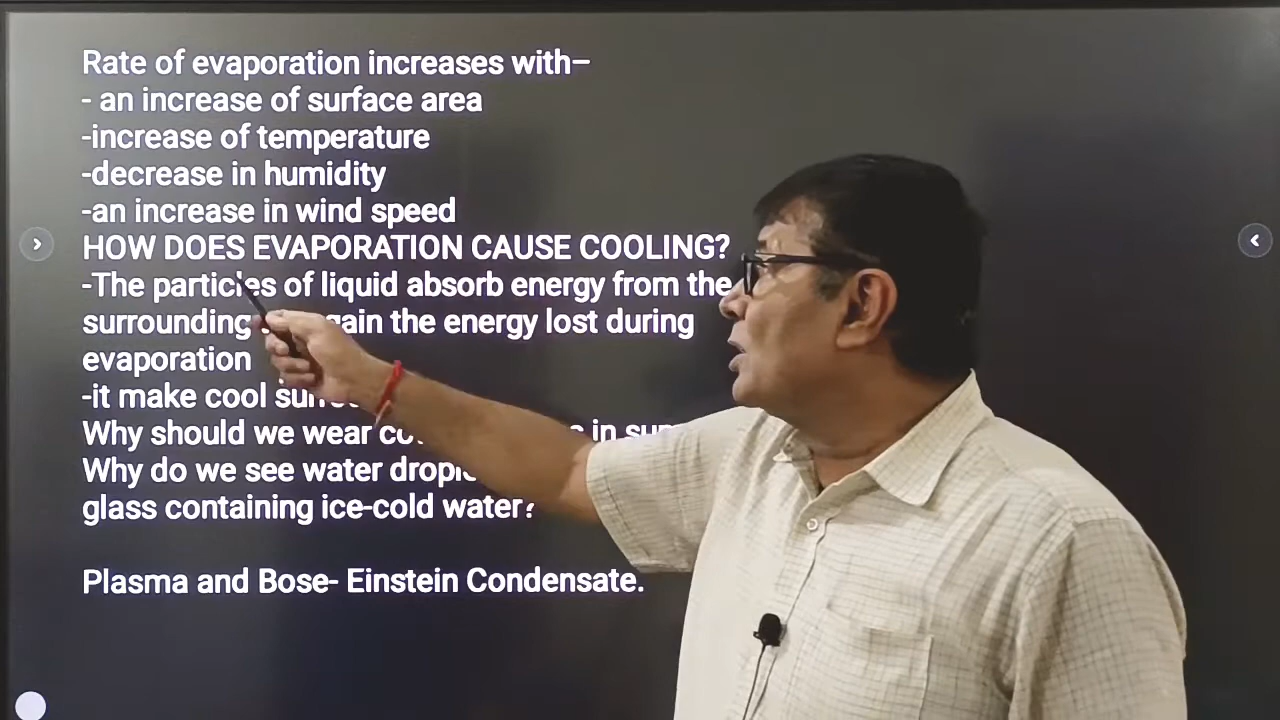 Rate of evaporation increases with–
- an increase of surface area
-increase of temperature
-decrease in humidity
-an increase in wind speed
HOW DOES EVAPORATION CAUSE COOLING?
-The particles of liquid absorb energy from the
surrounding gain the energy lost during
evaporation
-it make cool
Why should we wear in
Why do we see water
glass containing ice-cold water?
Plasma and Bose- Einstein Condensate.